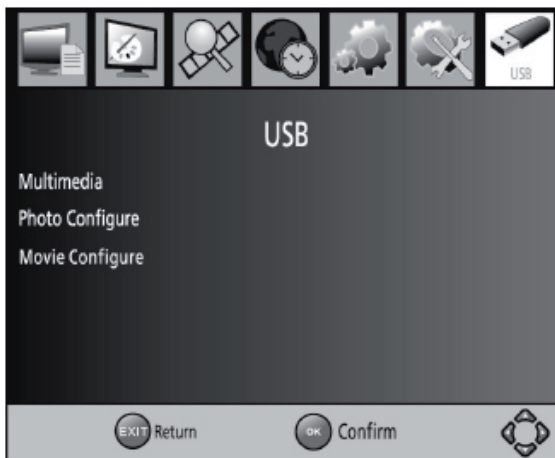 USB
USB
Multimedia
Photo Configure
Movie Configure
EXIT Return
OK Confirm